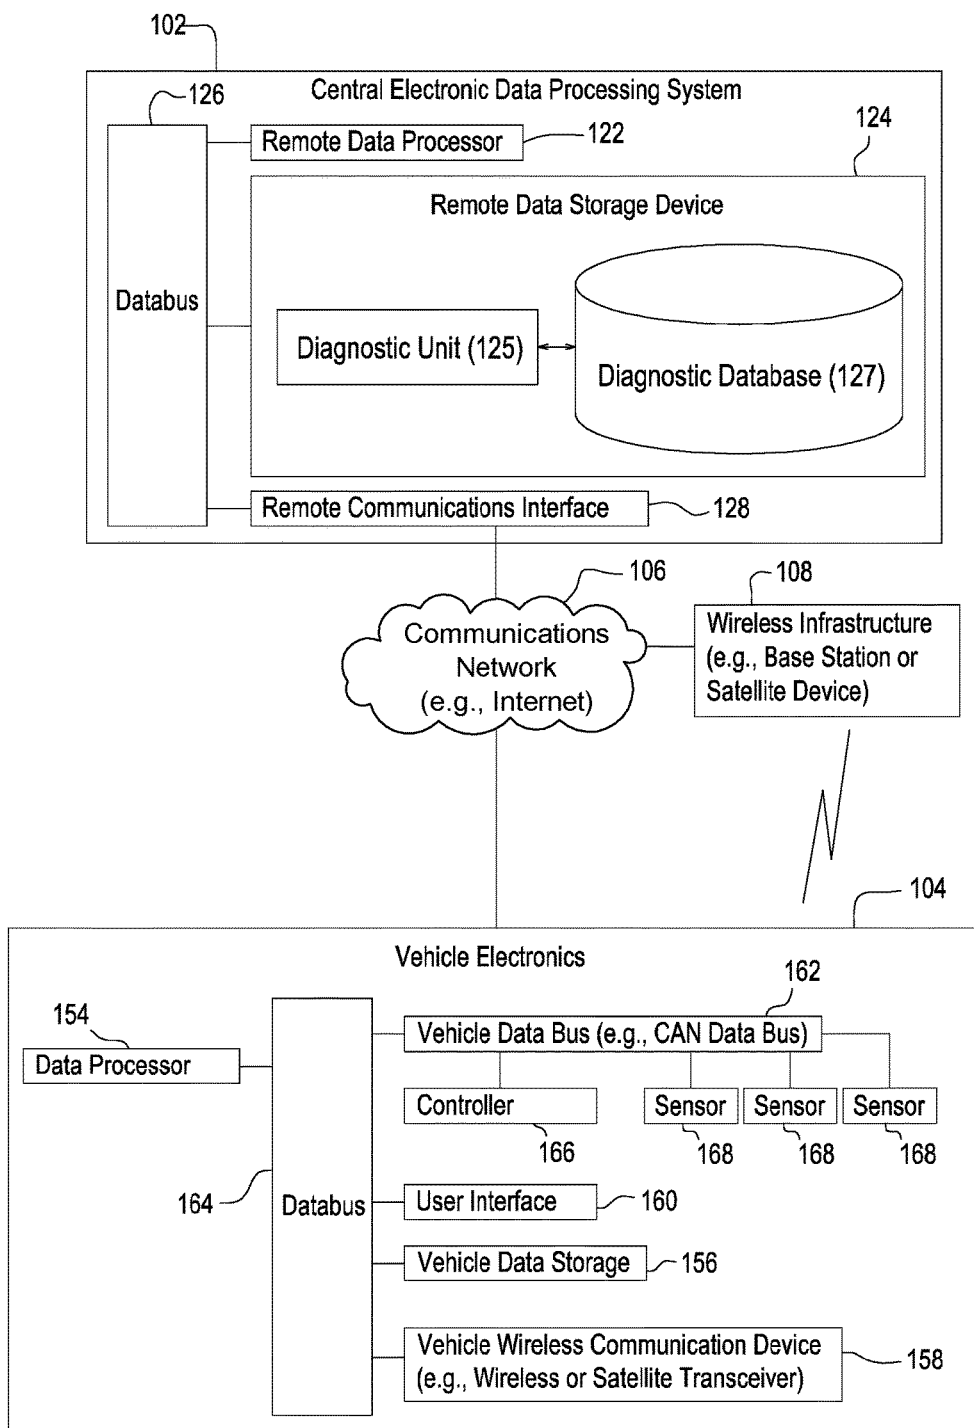 102
Central Electronic Data Processing System
126
Remote Data Processor
122
124
Remote Data Storage Device
Databus
Diagnostic Unit (125)
Diagnostic Database (127)
Remote Communications Interface
128
106
108
Communications
Network
(e.g., Internet)
Wireless Infrastructure
(e.g., Base Station or
Satellite Device)
104
Vehicle Electronics
162
154
Vehicle Data Bus (e.g., CAN Data Bus)
Data Processor
Controller
Sensor
Sensor
Sensor
166
168
168
168
164
Databus
User Interface
160
Vehicle Data Storage
156
Vehicle Wireless Communication Device
(e.g., Wireless or Satellite Transceiver)
158